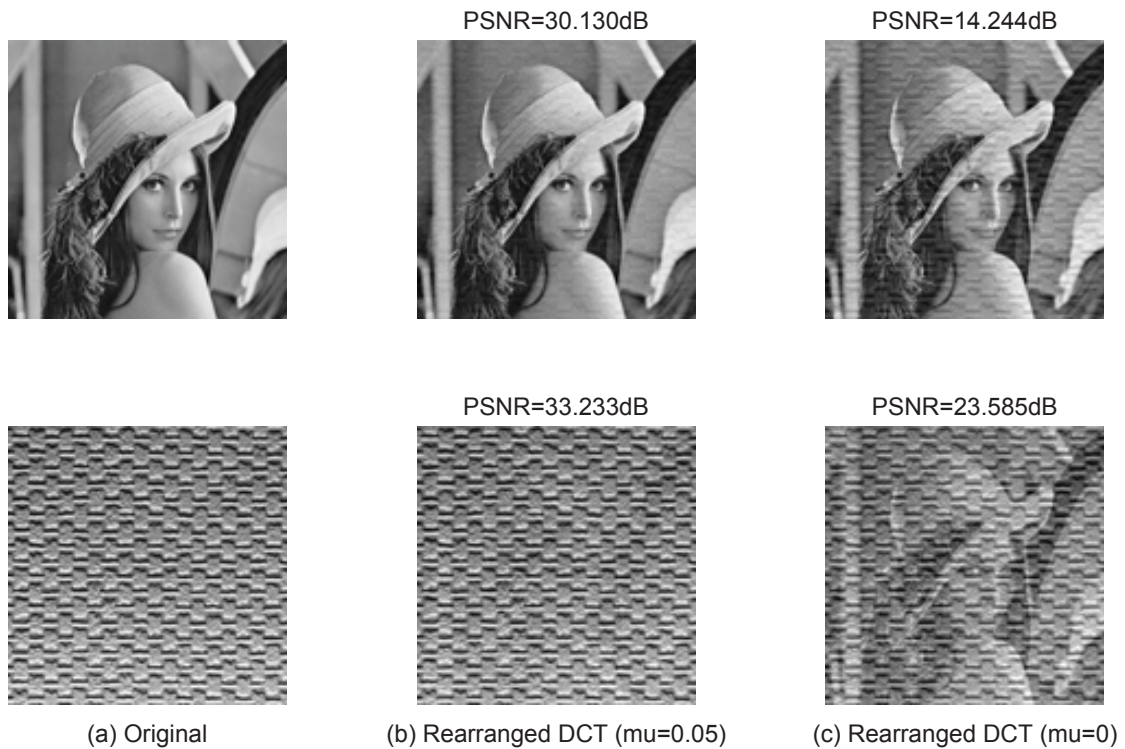 PSNR=30.130dB
PSNR=14.244dB
PSNR=33.233dB
PSNR=23.585dB
(a) Original
(b) Rearranged DCT (mu=0.05)
(c) Rearranged DCT (mu=0)